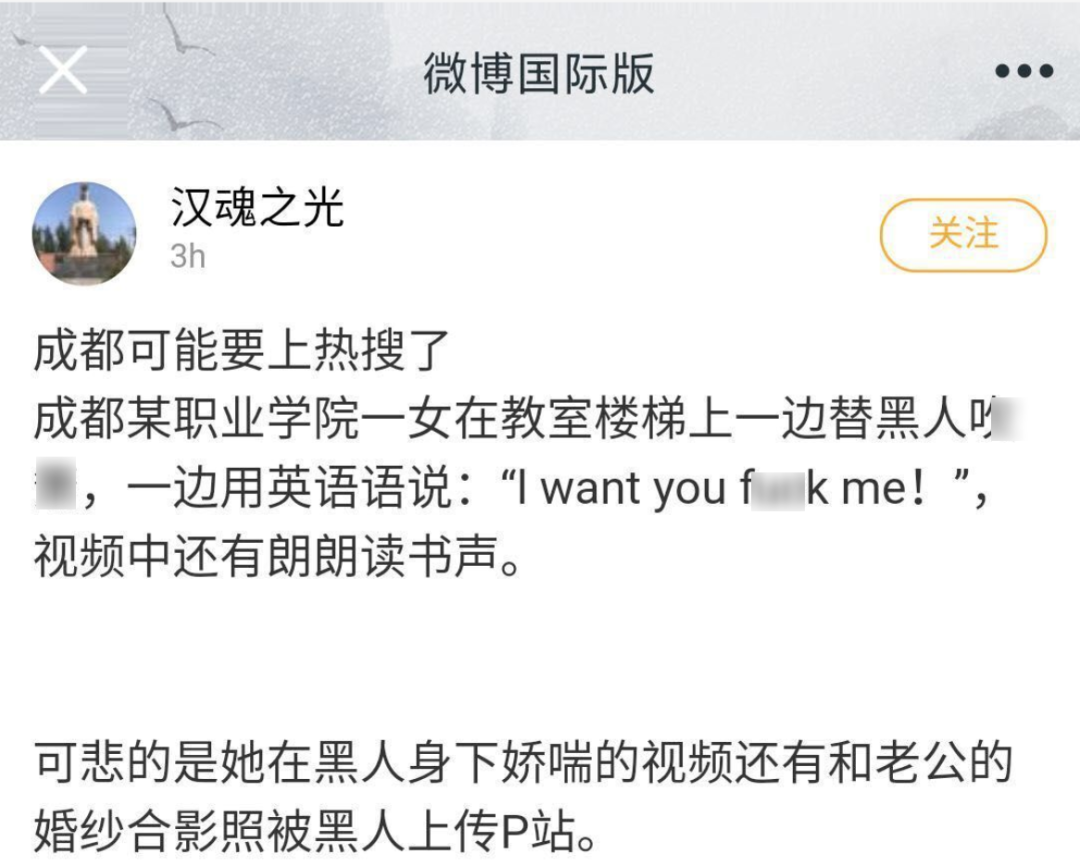 微博国际版
汉魂之光
3h
关注
成都可能要上热搜了
成都某职业学院一女在教室楼梯上一边替黑人
，一边用英语语说：“I want you f k me！”，
视频中还有朗朗读书声。
可悲的是她在黑人身下娇喘的视频还有和老公的
婚纱合影照被黑人上传P站。